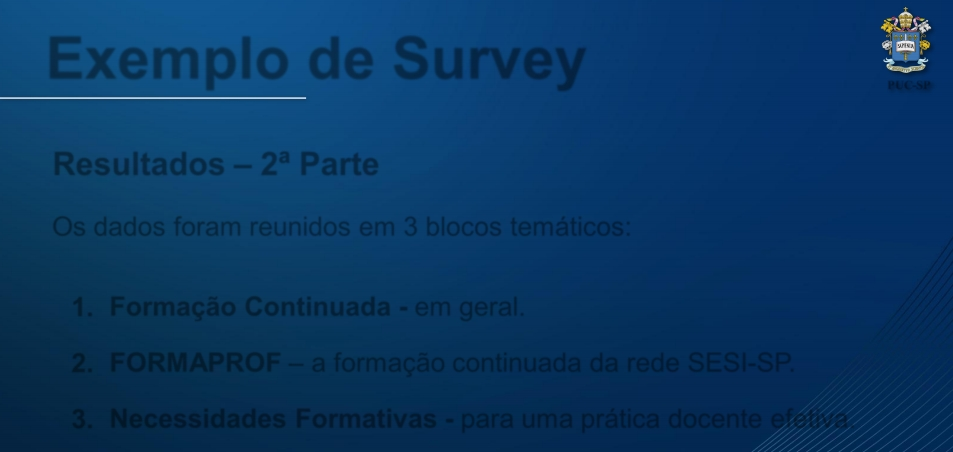 Exemplo de Survey
SAPIENTIA
PUC-SP
Resultados – 2ª Parte
Os dados foram reunidos em 3 blocos temáticos:
1. Formação Continuada - em geral.
2. FORMAPROF – a formação continuada da rede SESI-SP.
3. Necessidades Formativas - para uma prática docente efetiva.